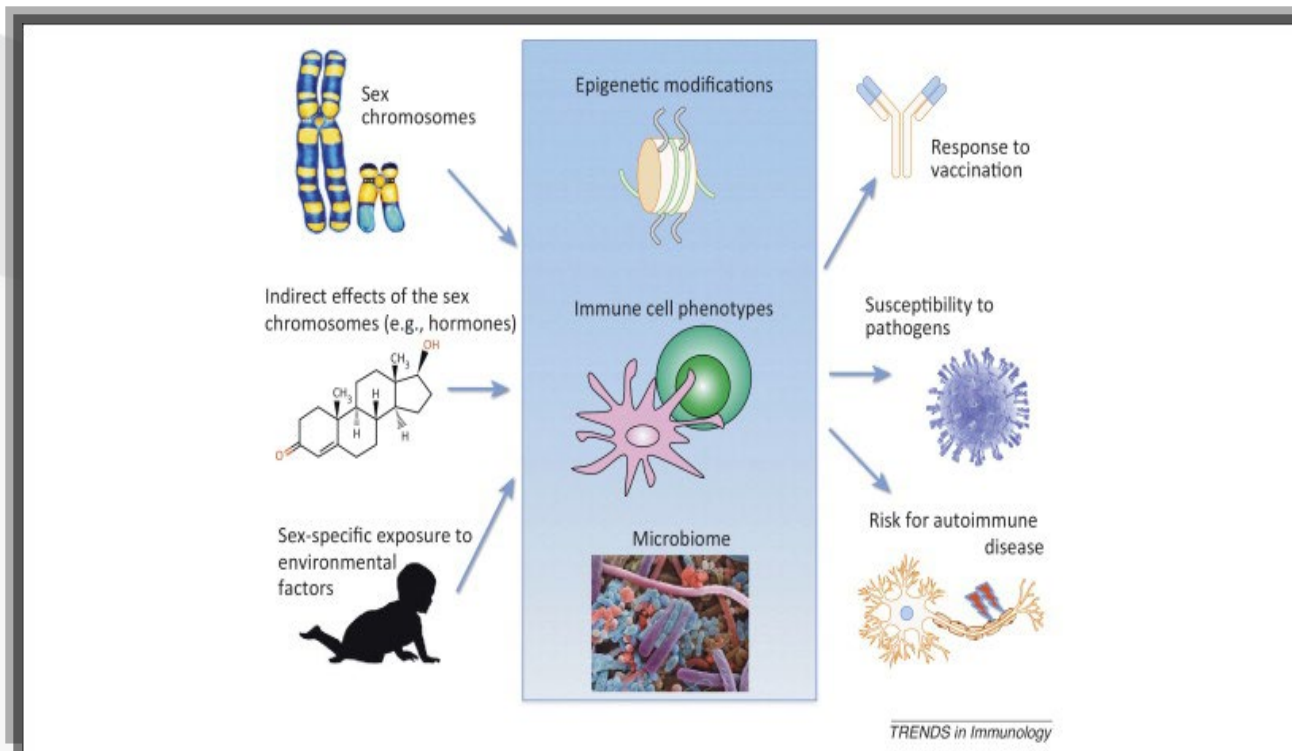 Sex
chromosomes
Indirect effects of the sex
chromosomes (e.g., hormones)
OH
CH₃
CH₃
H
H
H
O
Sex-specific exposure to
environmental
factors
Epigenetic modifications
Immune cell phenotypes
Microbiome
Response to
vaccination
Susceptibility to
pathogens
Risk for autoimmune
disease
TRENDS in Immunology